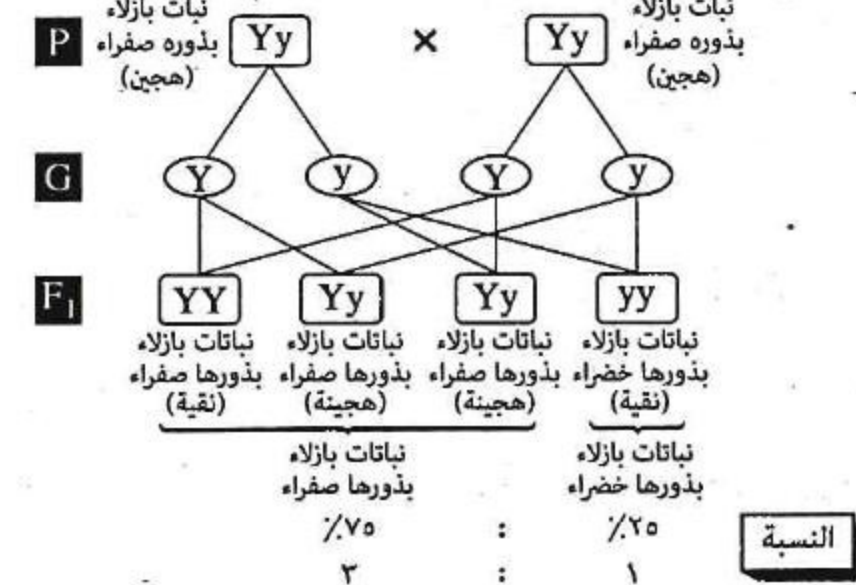 نبات بازلاء
بذوره صفراء
(هجين)
نبات بازلاء
بذوره صفراء
(هجين)
P Yy × Yy
G Y y Y y
F₁ YY Yy Yy yy
نباتات بازلاء
بذورها خضراء
(نقية)
نباتات بازلاء
بذورها صفراء
(هجينة)
نباتات بازلاء
بذورها صفراء
(هجينة)
نباتات بازلاء
بذورها صفراء
(نقية)
نباتات بازلاء
بذورها خضراء
نباتات بازلاء
بذورها صفراء
النسبة
٢٥٪ : ٧٥٪
١ : ٣